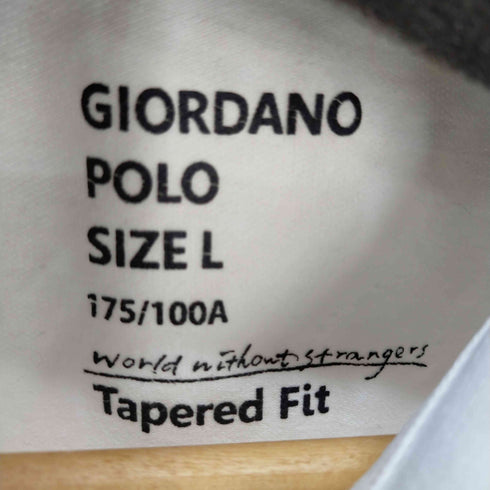 GIORDANO
POLO
SIZE L
175/100A
world without strangers
Tapered Fit